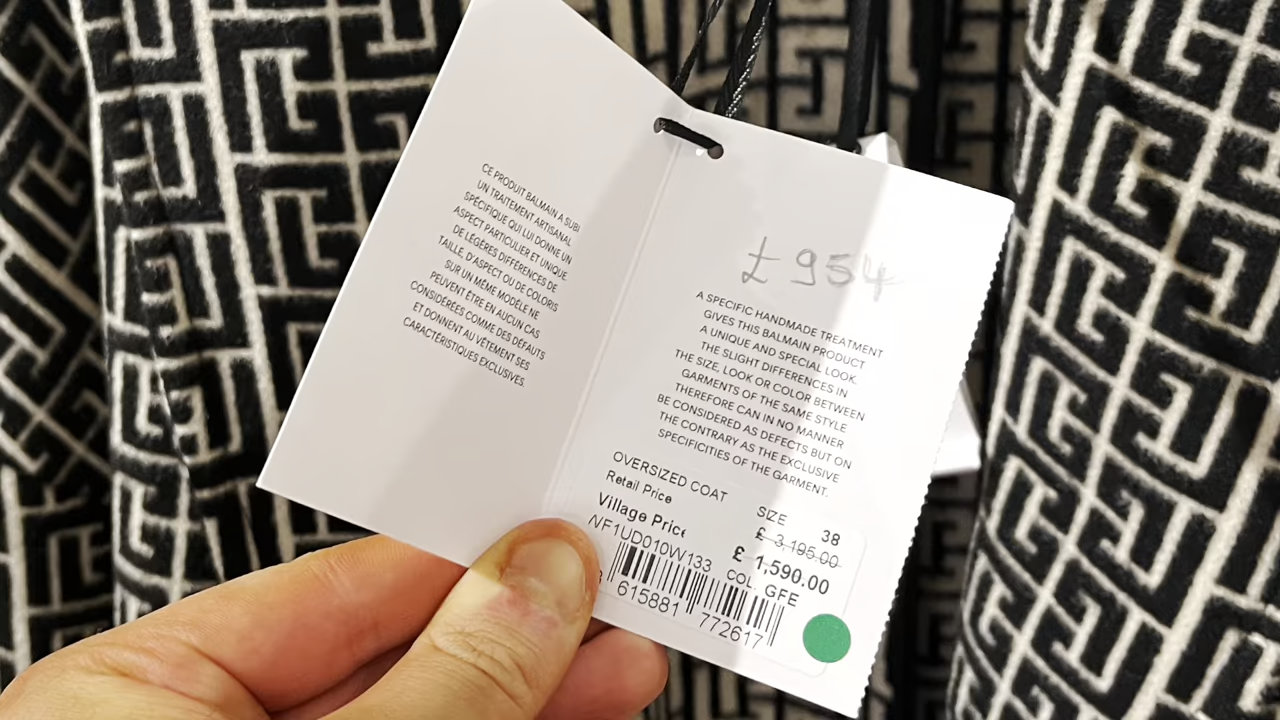 CE PRODUIT BALMAIN A SUBI
UN TRAITEMENT ARTISANAL
SPÉCIFIQUE QUI LUI DONNE UN
ASPECT PARTICULIER ET UNIQUE
DE LÉGÈRES DIFFÉRENCES DE
TAILLE, D'ASPECT OU DE COLORIS
SUR UN MÊME MODÈLE NE
PEUVENT ÊTRE EN AUCUN CAS
CONSIDÉRÉES COMME DES DÉFAUTS
ET DONNENT AU VÊTEMENT SES
CARACTÉRISTIQUES EXCLUSIVES.
£954
A SPECIFIC HANDMADE TREATMENT
GIVES THIS BALMAIN PRODUCT
A UNIQUE AND SPECIAL LOOK
THE SLIGHT DIFFERENCES IN
THE SIZE, LOOK OR COLOR BETWEEN
GARMENTS OF THE SAME STYLE
THEREFORE CAN IN NO MANNER
BE CONSIDERED AS DEFECTS BUT ON
THE CONTRARY AS THE EXCLUSIVE
SPECIFICITIES OF THE GARMENT.
OVERSIZED COAT SIZE 38
Retail Price £ 3,195.00
Village Price £ 1,590.00
WF1UD010W133 COL GFE
615881 772617